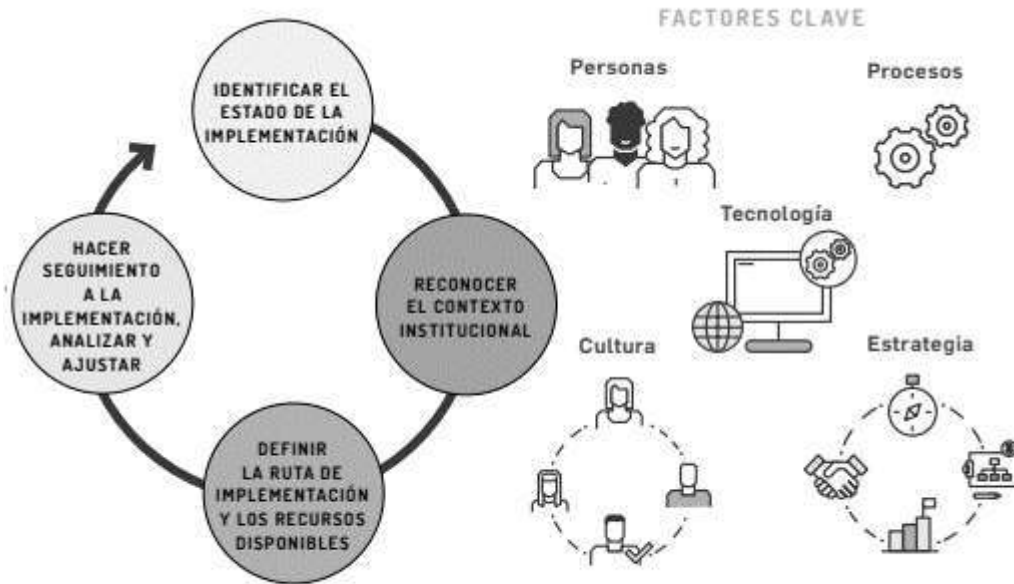 FACTORES CLAVE
IDENTIFICAR EL
ESTADO DE LA
IMPLEMENTACIÓN
RECONOCER
EL CONTEXTO
INSTITUCIONAL
DEFINIR
LA RUTA DE
IMPLEMENTACIÓN
Y LOS RECURSOS
DISPONIBLES
HACER
SEGUIMIENTO
A LA
IMPLEMENTACIÓN,
ANALIZAR Y
AJUSTAR
Personas
Procesos
Tecnología
Cultura
Estrategia